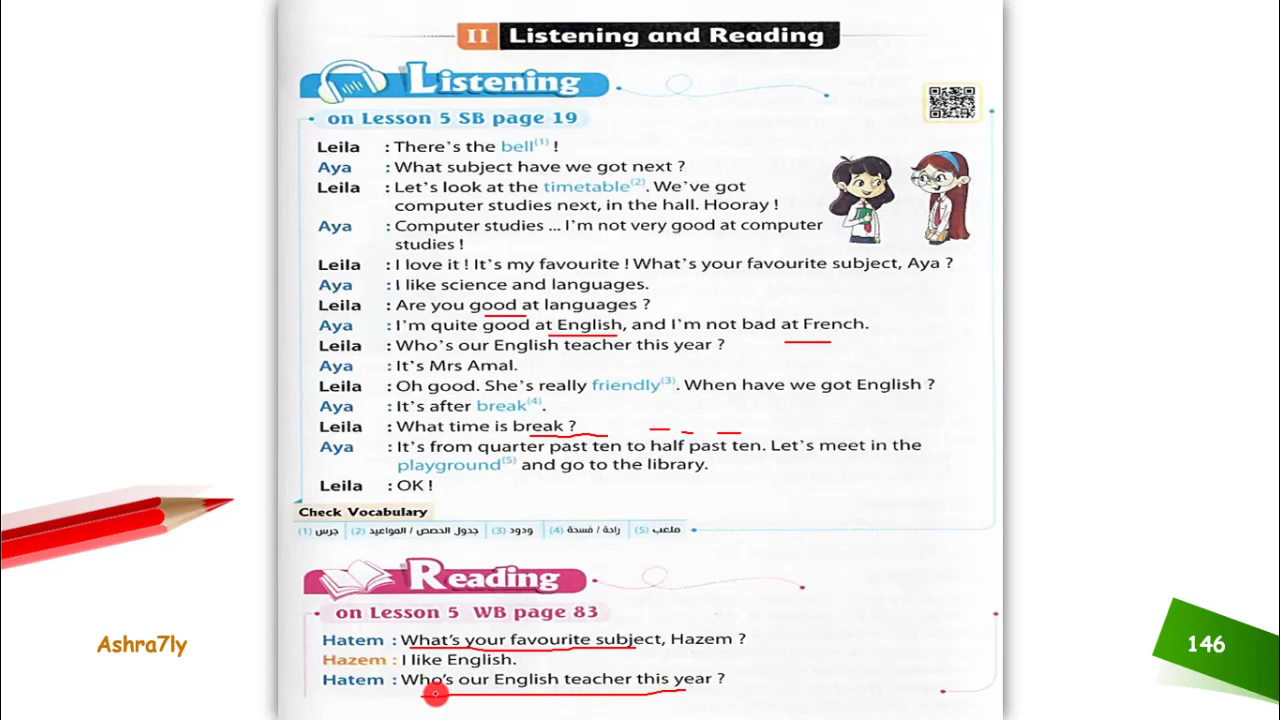 II Listening and Reading
Listening
on Lesson 5 SB page 19
Leila : There's the bell(1) !
Aya : What subject have we got next ?
Leila : Let's look at the timetable(2). We've got
computer studies next, in the hall. Hooray !
Aya : Computer studies ... I'm not very good at computer
studies !
Leila : I love it ! It's my favourite ! What's your favourite subject, Aya ?
Aya : I like science and languages.
Leila : Are you good at languages ?
Aya : I'm quite good at English, and I'm not bad at French.
Leila : Who's our English teacher this year ?
Aya : It's Mrs Amal.
Leila : Oh good. She's really friendly(3). When have we got English ?
Aya : It's after break(4).
Leila : What time is break ?
Aya : It's from quarter past ten to half past ten. Let's meet in the
playground(5) and go to the library.
Leila : OK !
Check Vocabulary
(1) جرس (2) جدول الحصص / المواعيد (3) ودود (4) راحة / فسحة (5) ملعب
Reading
on Lesson 5 WB page 83
Hatem : What's your favourite subject, Hazem ?
Hazem : I like English.
Hatem : Who's our English teacher this year ?
Ashra7ly
146